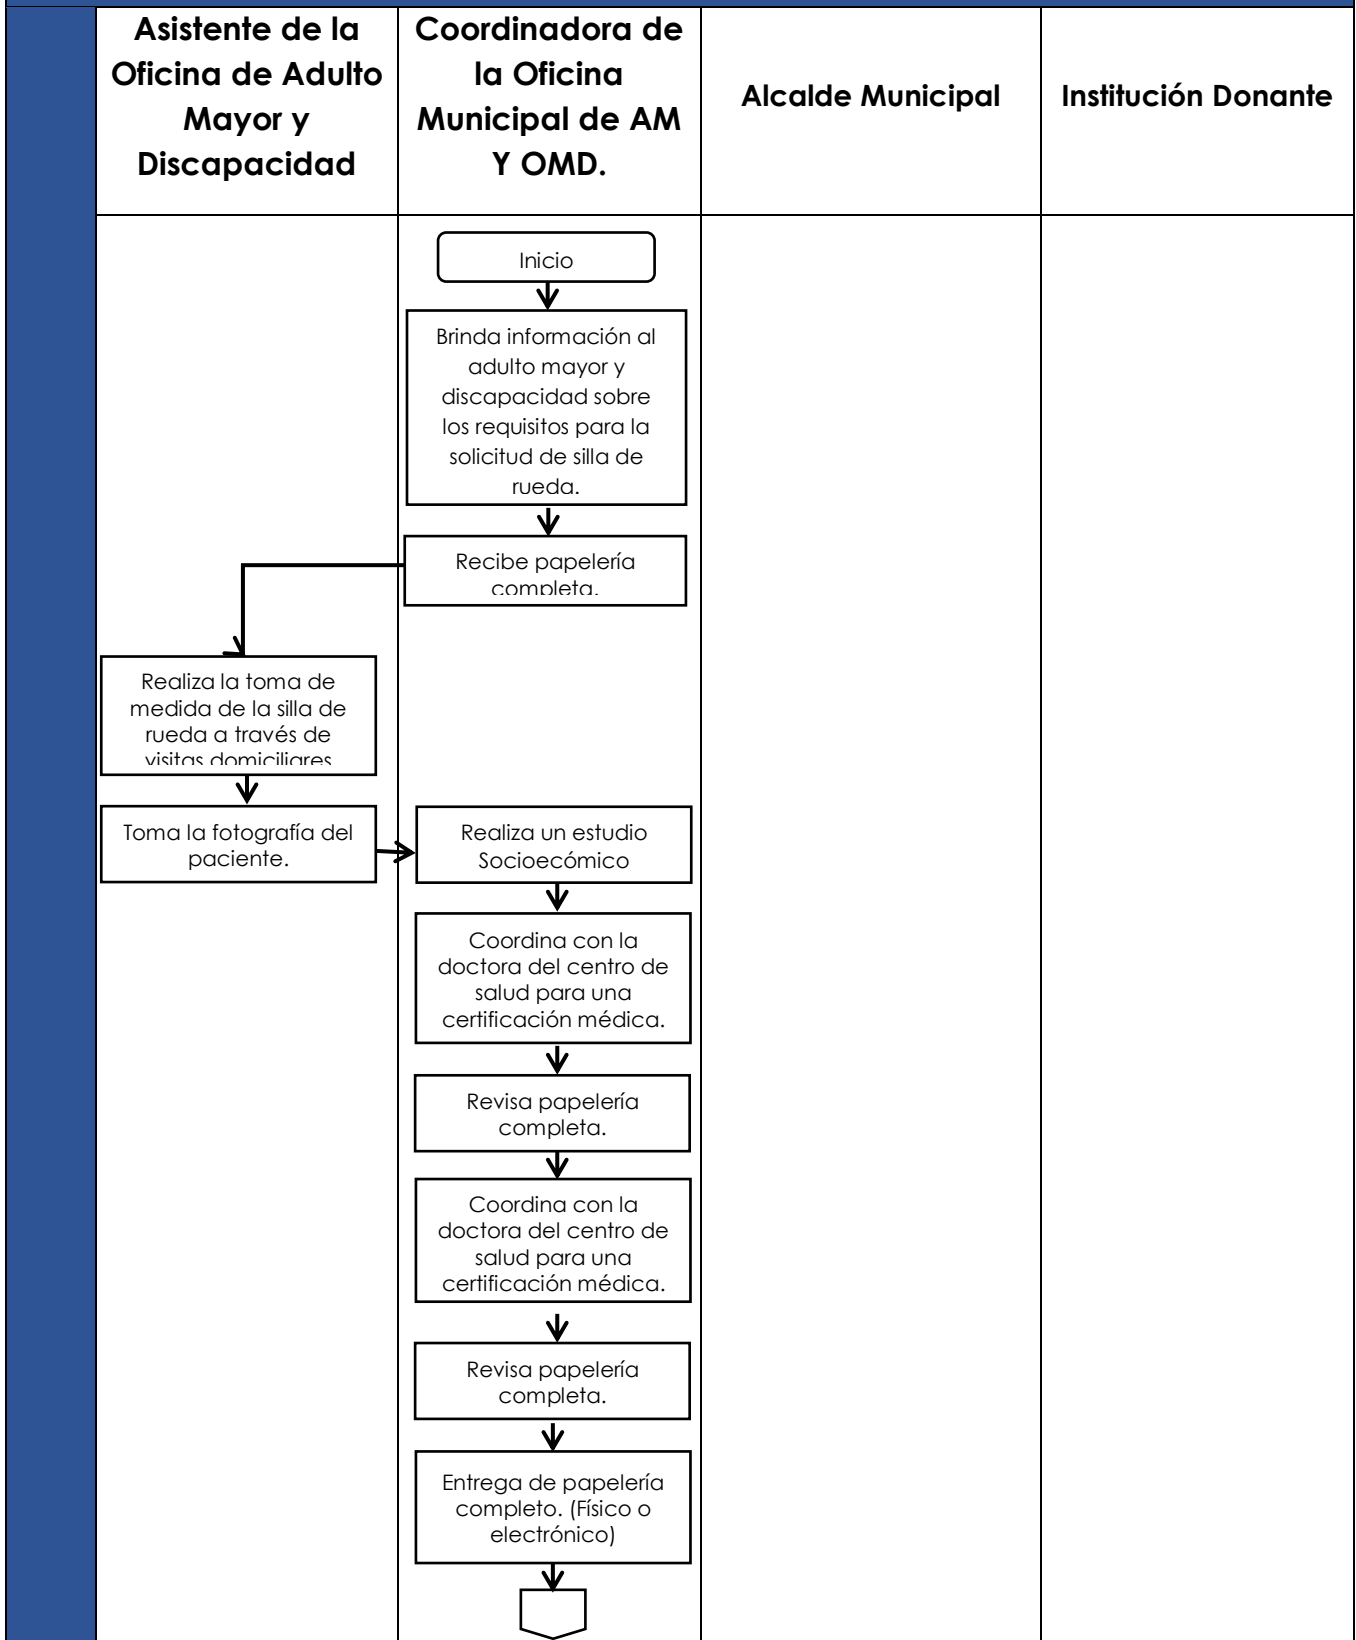 Asistente de la
Oficina de Adulto
Mayor y
Discapacidad
Coordinadora de
la Oficina
Municipal de AM
Y OMD.
Alcalde Municipal
Institución Donante
Inicio
Brinda información al
adulto mayor y
discapacidad sobre
los requisitos para la
solicitud de silla de
rueda.
Recibe papelería
completa.
Realiza la toma de
medida de la silla de
rueda a través de
visitas domiciliares
Toma la fotografía del
paciente.
Realiza un estudio
Socioecómico
Coordina con la
doctora del centro de
salud para una
certificación médica.
Revisa papelería
completa.
Coordina con la
doctora del centro de
salud para una
certificación médica.
Revisa papelería
completa.
Entrega de papelería
completo. (Físico o
electrónico)